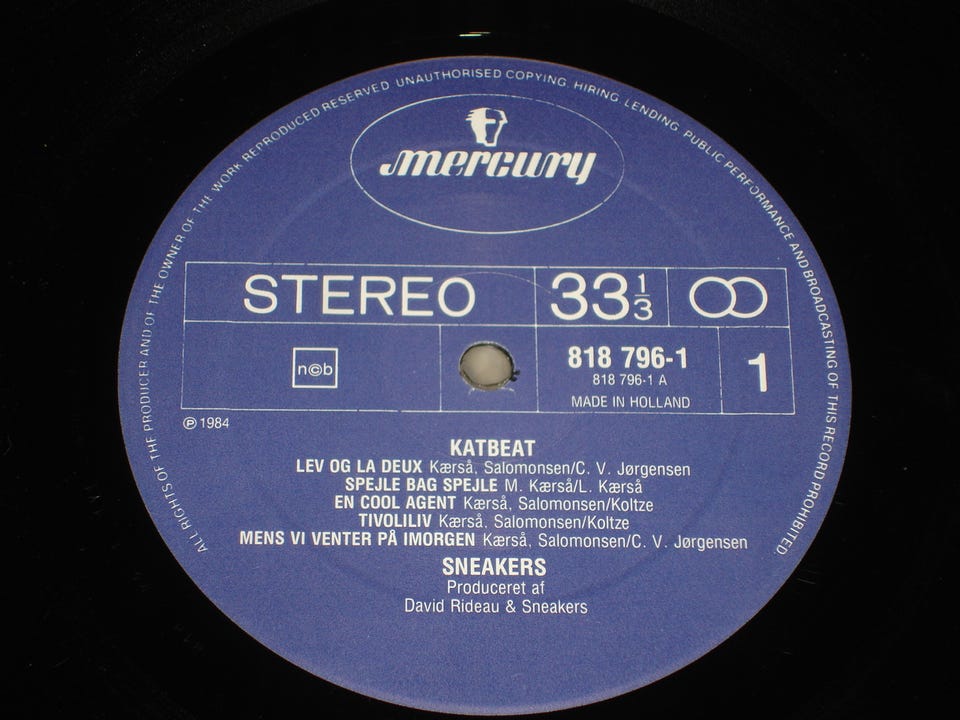 ALL RIGHTS OF THE PRODUCER AND OF THE OWNER OF THE WORK REPRODUCED RESERVED UNAUTHORISED COPYING, HIRING, LENDING, PUBLIC PERFORMANCE AND BROADCASTING OF THIS RECORD PROHIBITED.
mercury
STEREO 33 1/3
ncb
818 796-1
818 796-1 A
MADE IN HOLLAND
1
℗ 1984
KATBEAT
LEV OG LA DEUX Kærså, Salomonsen/C. V. Jørgensen
SPEJLE BAG SPEJLE M. Kærså/L. Kærså
EN COOL AGENT Kærså, Salomonsen/Koltze
TIVOLILIV Kærså, Salomonsen/Koltze
MENS VI VENTER PÅ IMORGEN Kærså, Salomonsen/C. V. Jørgensen
SNEAKERS
Produceret af
David Rideau & Sneakers